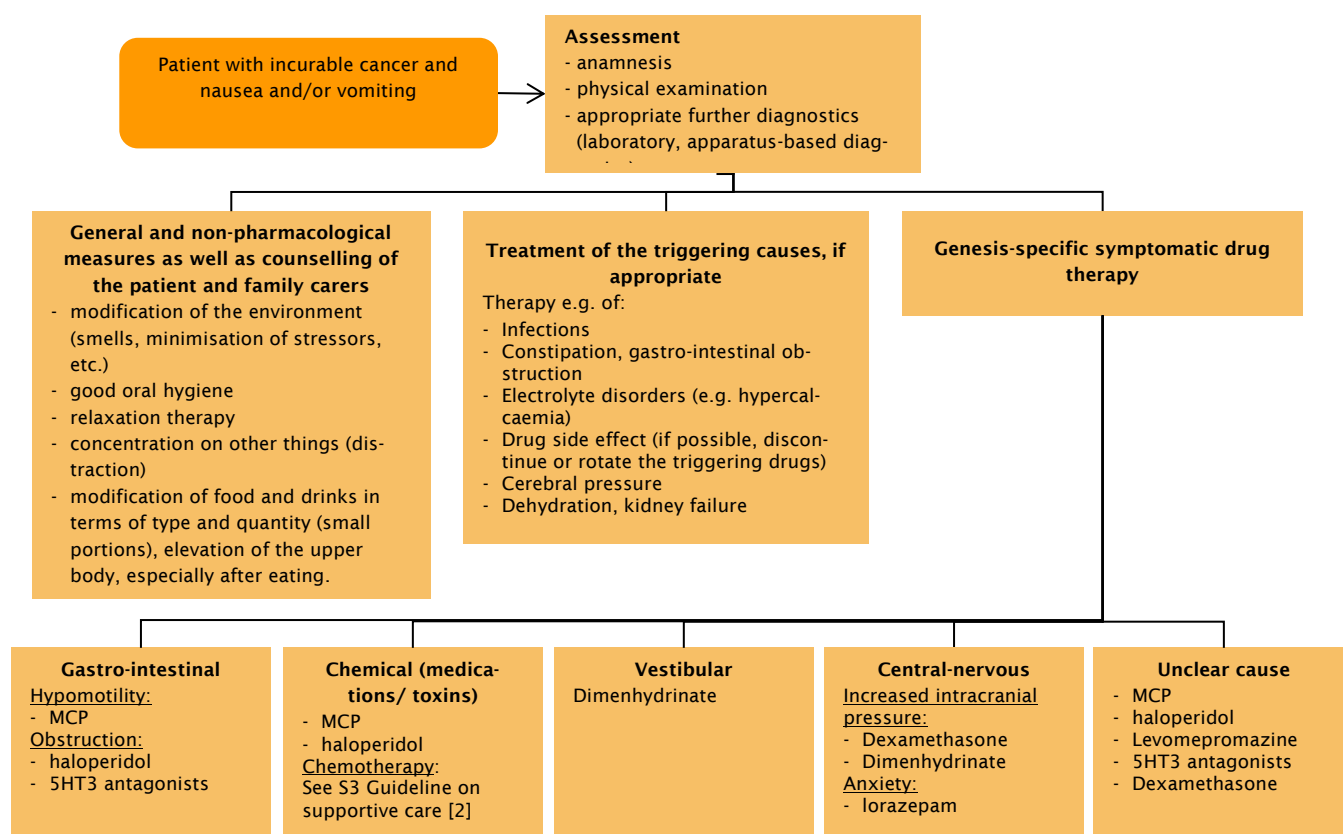 Patient with incurable cancer and
nausea and/or vomiting
Assessment
- anamnesis
- physical examination
- appropriate further diagnostics
(laboratory, apparatus-based diag-
General and non-pharmacological
measures as well as counselling of
the patient and family carers
- modification of the environment
(smells, minimisation of stressors,
etc.)
- good oral hygiene
- relaxation therapy
- concentration on other things (dis-
traction)
- modification of food and drinks in
terms of type and quantity (small
portions), elevation of the upper
body, especially after eating.
Treatment of the triggering causes, if
appropriate
Therapy e.g. of:
- Infections
- Constipation, gastro-intestinal ob-
struction
- Electrolyte disorders (e.g. hypercal-
caemia)
- Drug side effect (if possible, discon-
tinue or rotate the triggering drugs)
- Cerebral pressure
- Dehydration, kidney failure
Genesis-specific symptomatic drug
therapy
Gastro-intestinal
Hypomotility:
- MCP
Obstruction:
- haloperidol
- 5HT3 antagonists
Chemical (medica-
tions/ toxins)
- MCP
- haloperidol
Chemotherapy:
See S3 Guideline on
supportive care [2]
Vestibular
Dimenhydrinate
Central-nervous
Increased intracranial
pressure:
- Dexamethasone
- Dimenhydrinate
Anxiety:
- lorazepam
Unclear cause
- MCP
- haloperidol
- Levomepromazine
- 5HT3 antagonists
- Dexamethasone